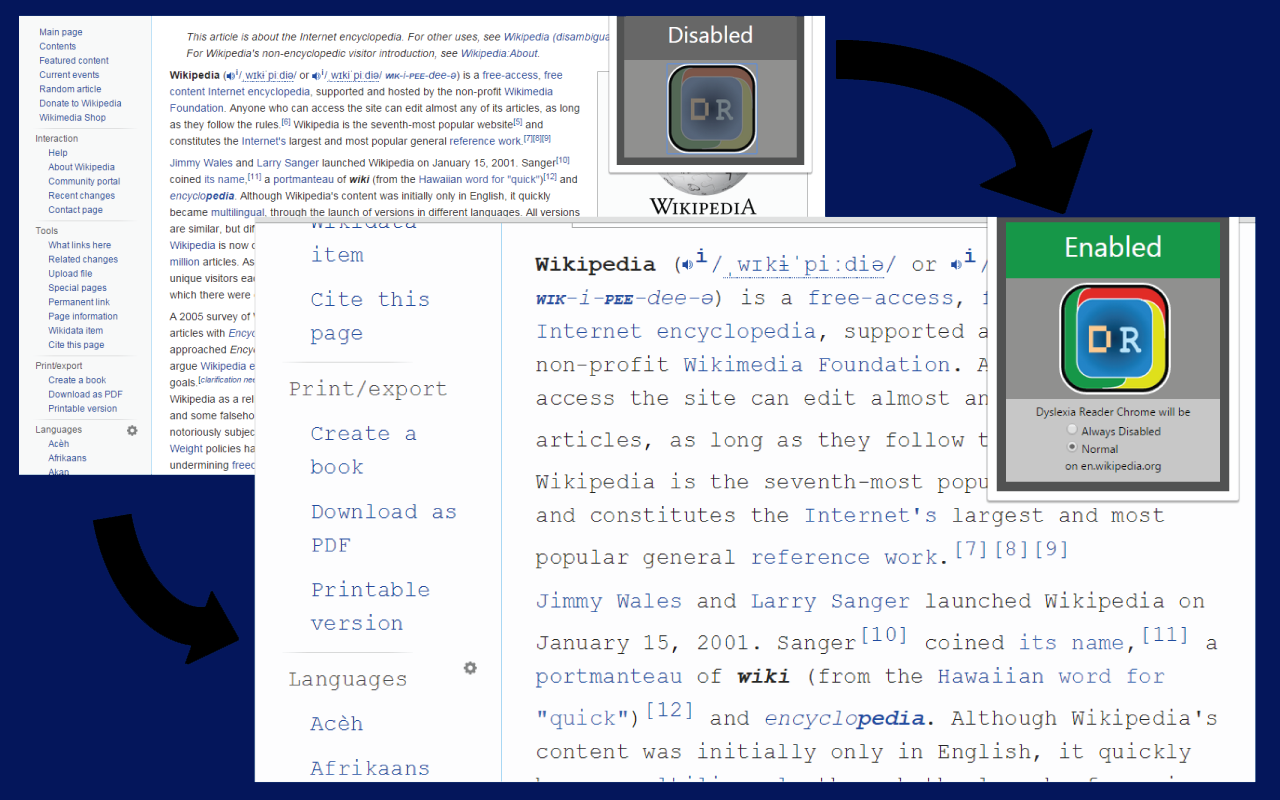 Main page
Contents
Featured content
Current events
Random article
Donate to Wikipedia
Wikimedia Shop
Interaction
Help
About Wikipedia
Community portal
Recent changes
Contact page
Tools
What links here
Related changes
Upload file
Special pages
Permanent link
Page information
Wikidata item
Cite this page
Print/export
Create a book
Download as PDF
Printable version
Languages
Acèh
Afrikaans
Akan
This article is about the Internet encyclopedia. For other uses, see Wikipedia (disambigua
For Wikipedia's non-encyclopedic visitor introduction, see Wikipedia:About.
Wikipedia (i/ˌwɪkɨˈpiːdiə/ or i/ˌwɪkiˈpiːdiə/ WIK-i-PEE-dee-ə) is a free-access, free
content Internet encyclopedia, supported and hosted by the non-profit Wikimedia
Foundation. Anyone who can access the site can edit almost any of its articles, as long
as they follow the rules.[6] Wikipedia is the seventh-most popular website[5] and
constitutes the Internet's largest and most popular general reference work.[7][8][9]
Jimmy Wales and Larry Sanger launched Wikipedia on January 15, 2001. Sanger[10]
coined its name,[11] a portmanteau of wiki (from the Hawaiian word for "quick")[12] and
encyclopedia. Although Wikipedia's content was initially only in English, it quickly
became multilingual, through the launch of versions in different languages. All versions
are similar, but dif
Wikipedia is now o
million articles. As
unique visitors eac
which there were
A 2005 survey of
articles with Ency
approached Ency
argue Wikipedia e
goals.[clarification nee
Wikipedia as a rel
and some falseho
notoriously subjec
Weight policies ha
undermining freed
Disabled
DR
WIKIPEDIA
Wikidata
item
Cite this
page
Print/export
Create a
book
Download as
PDF
Printable
version
Languages
Acèh
Afrikaans
Wikipedia (i/ˌwɪkɨˈpiːdiə/ or i/
WIK-i-PEE-dee-ə) is a free-access, f
Internet encyclopedia, supported a
non-profit Wikimedia Foundation. A
access the site can edit almost an
articles, as long as they follow t
Wikipedia is the seventh-most popu
and constitutes the Internet's largest and most
popular general reference work.[7][8][9]
Jimmy Wales and Larry Sanger launched Wikipedia on
January 15, 2001. Sanger[10] coined its name,[11] a
portmanteau of wiki (from the Hawaiian word for
"quick")[12] and encyclopedia. Although Wikipedia's
content was initially only in English, it quickly
Enabled
DR
Dyslexia Reader Chrome will be
Always Disabled
Normal
on en.wikipedia.org